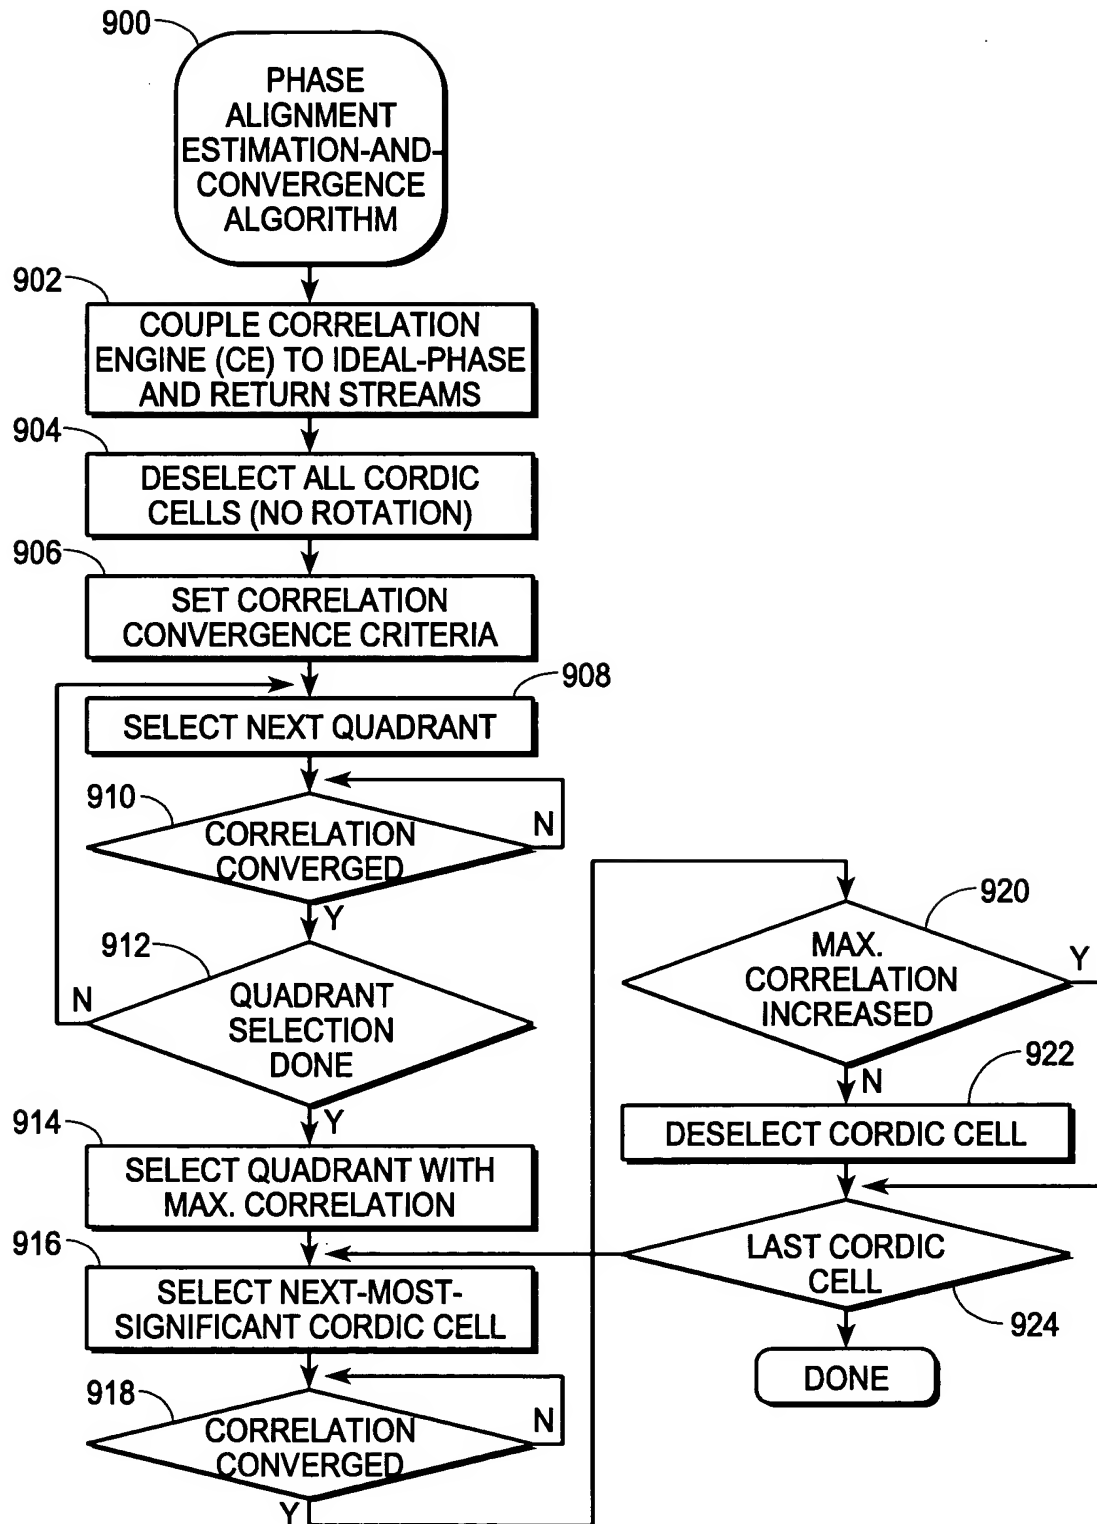 900
PHASE
ALIGNMENT
ESTIMATION-AND-
CONVERGENCE
ALGORITHM
902
COUPLE CORRELATION
ENGINE (CE) TO IDEAL-PHASE
AND RETURN STREAMS
904
DESELECT ALL CORDIC
CELLS (NO ROTATION)
906
SET CORRELATION
CONVERGENCE CRITERIA
908
SELECT NEXT QUADRANT
910
CORRELATION
CONVERGED
N
Y
912
QUADRANT
SELECTION
DONE
N
Y
914
SELECT QUADRANT WITH
MAX. CORRELATION
916
SELECT NEXT-MOST-
SIGNIFICANT CORDIC CELL
918
CORRELATION
CONVERGED
N
Y
920
MAX.
CORRELATION
INCREASED
Y
N
922
DESELECT CORDIC CELL
LAST CORDIC
CELL
924
DONE